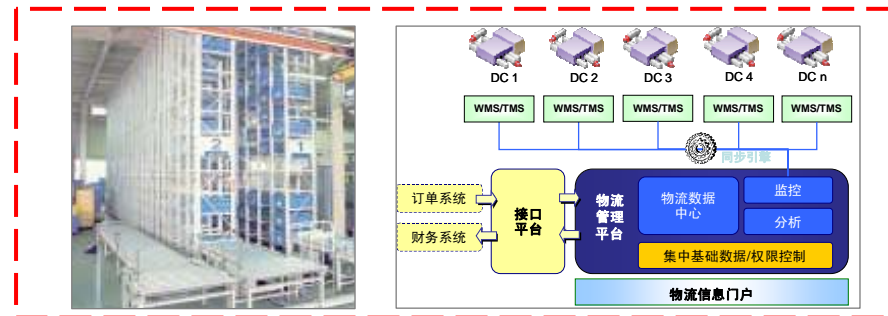 2
1
DC 1
DC 2
DC 3
DC 4
DC n
WMS/TMS
WMS/TMS
WMS/TMS
WMS/TMS
WMS/TMS
同步引擎
订单系统
财务系统
接口
平台
物流
管理
平台
物流数据
中心
监控
分析
集中基础数据/权限控制
物流信息门户